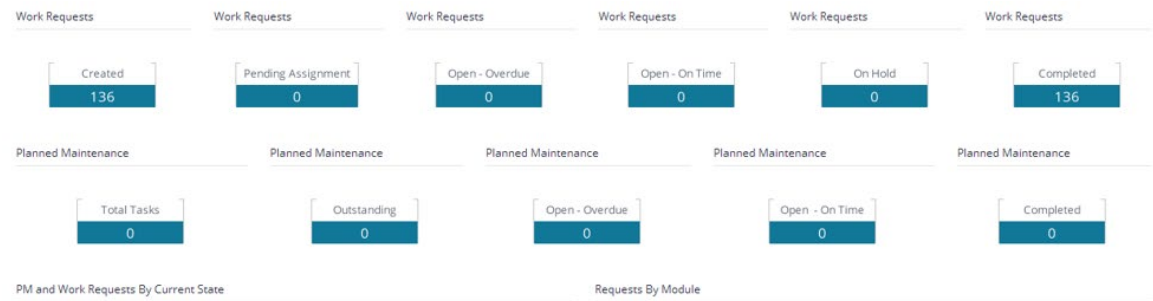 Work Requests Work Requests Work Requests Work Requests Work Requests Work Requests
Created Pending Assignment Open - Overdue Open - On Time On Hold Completed
136 0 0 0 0 136
Planned Maintenance Planned Maintenance Planned Maintenance Planned Maintenance Planned Maintenance
Total Tasks Outstanding Open - Overdue Open - On Time Completed
0 0 0 0 0
PM and Work Requests By Current State Requests By Module